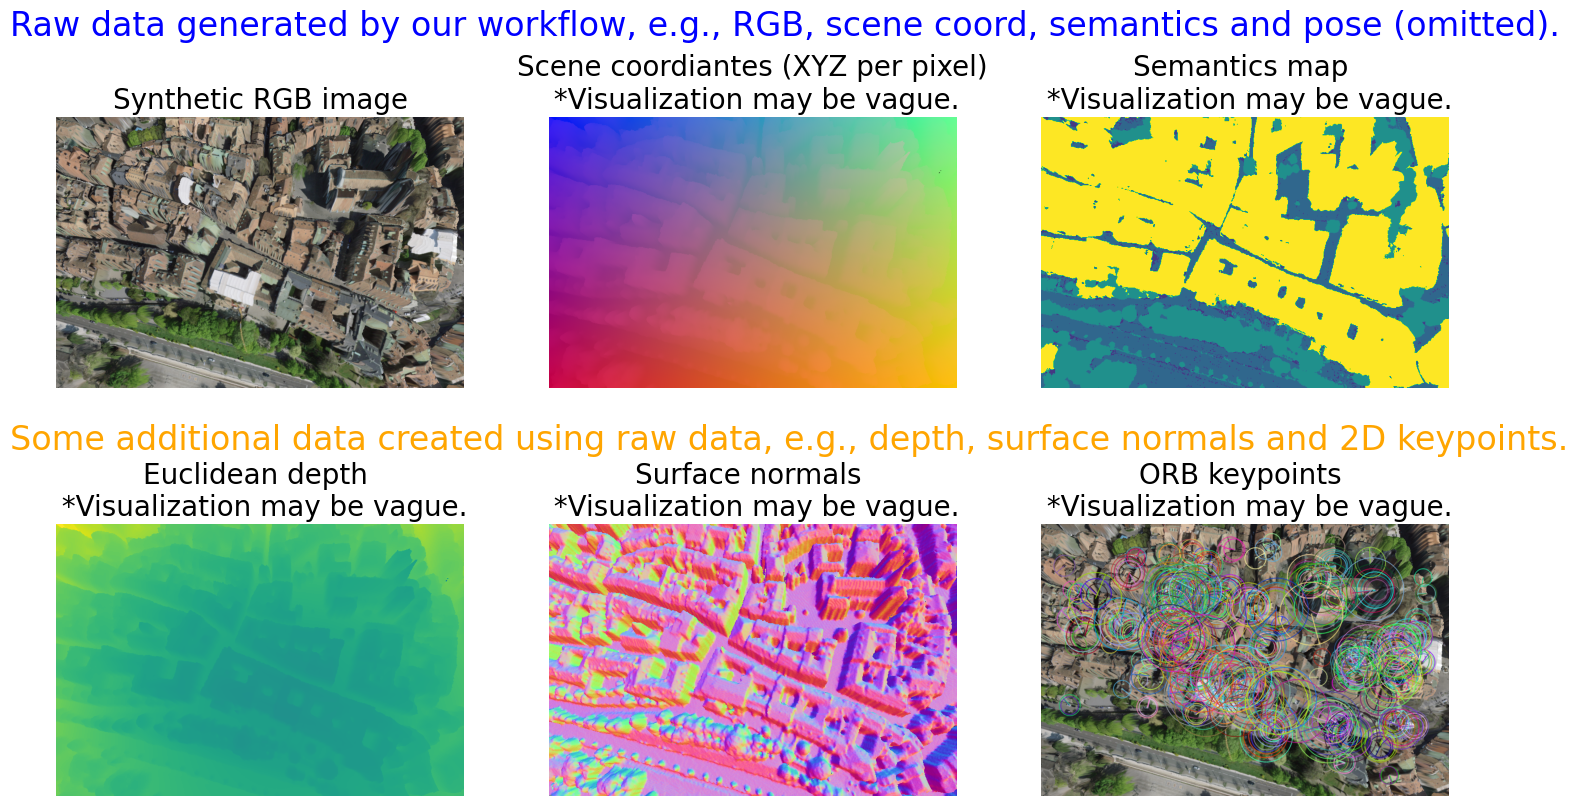 Raw data generated by our workflow, e.g., RGB, scene coord, semantics and pose (omitted).
Synthetic RGB image
Scene coordiantes (XYZ per pixel)
*Visualization may be vague.
Semantics map
*Visualization may be vague.
Some additional data created using raw data, e.g., depth, surface normals and 2D keypoints.
Euclidean depth
*Visualization may be vague.
Surface normals
*Visualization may be vague.
ORB keypoints
*Visualization may be vague.